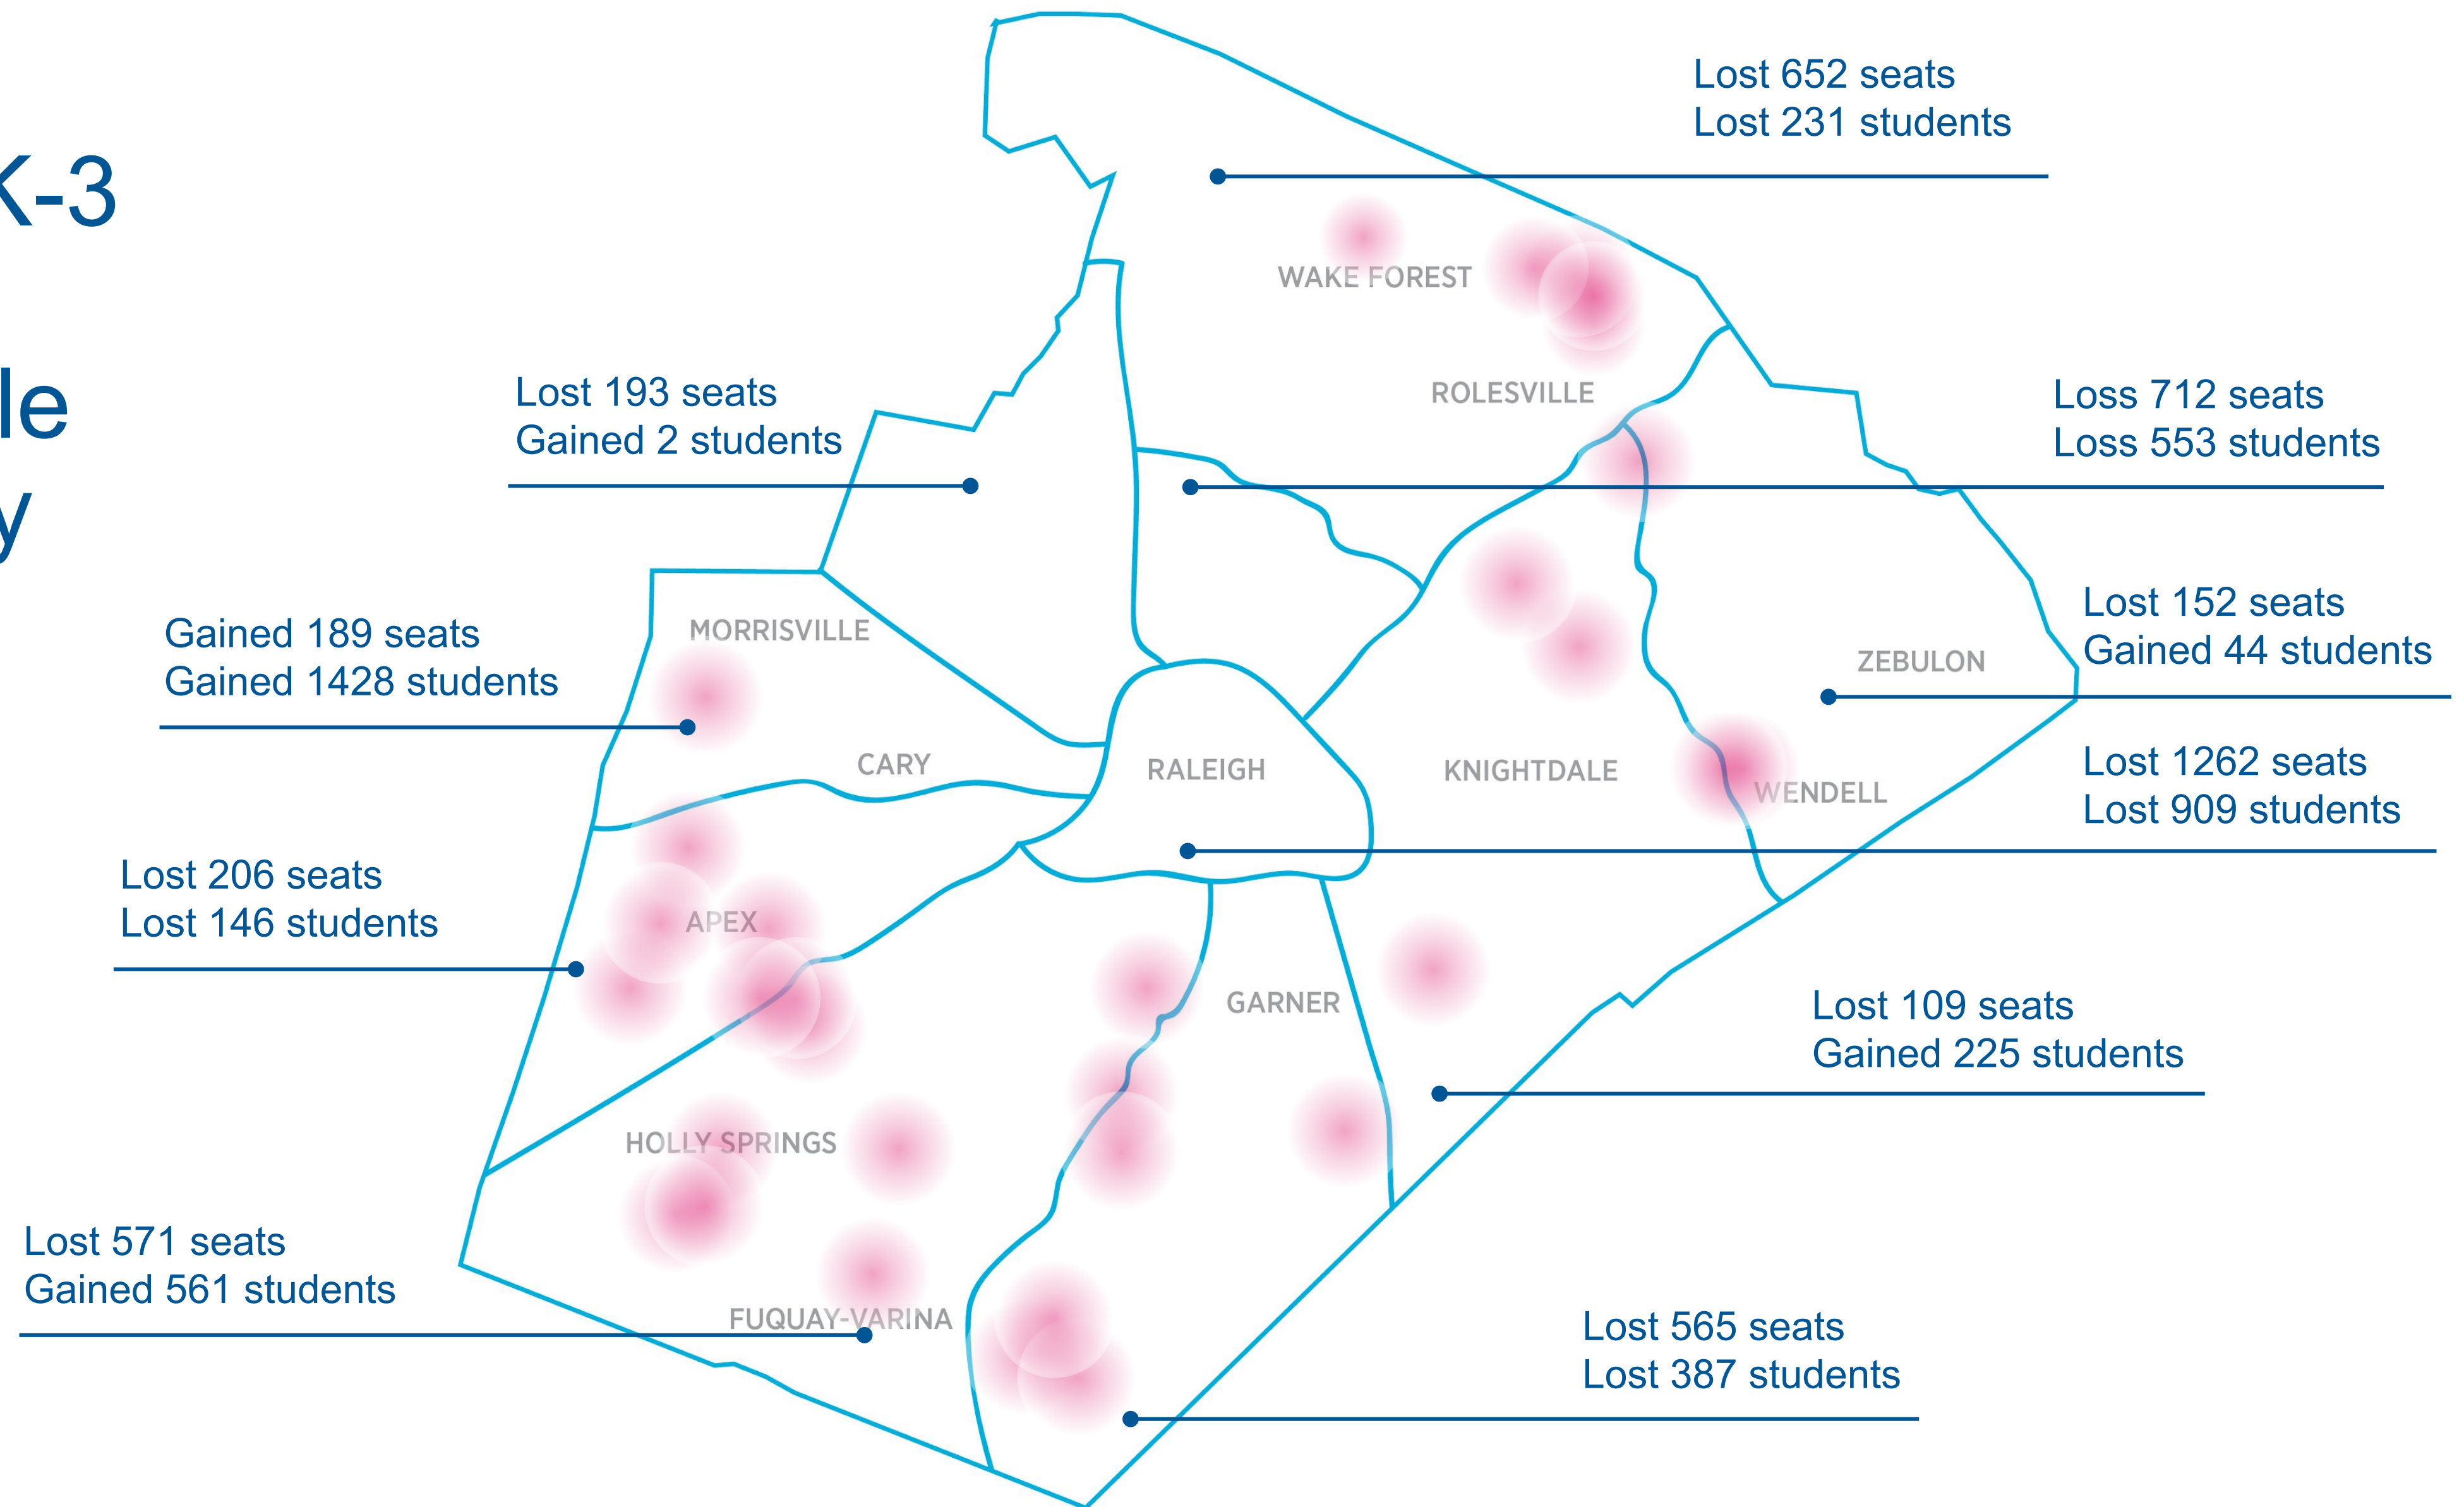 K-3
le
y
Lost 652 seats
Lost 231 students
WAKE FOREST
ROLESVILLE
Lost 193 seats
Gained 2 students
Loss 712 seats
Loss 553 students
Gained 189 seats
Gained 1428 students
MORRISVILLE
Lost 152 seats
Gained 44 students
ZEBULON
CARY
RALEIGH
KNIGHTDALE
WENDELL
Lost 1262 seats
Lost 909 students
Lost 206 seats
Lost 146 students
APEX
GARNER
Lost 109 seats
Gained 225 students
HOLLY SPRINGS
Lost 571 seats
Gained 561 students
FUQUAY-VARINA
Lost 565 seats
Lost 387 students